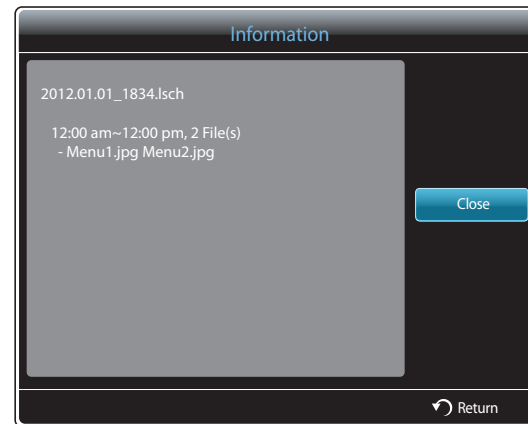 Information
2012.01.01_1834.lsch
12:00 am~12:00 pm, 2 File(s)
- Menu1.jpg Menu2.jpg
Close
Return